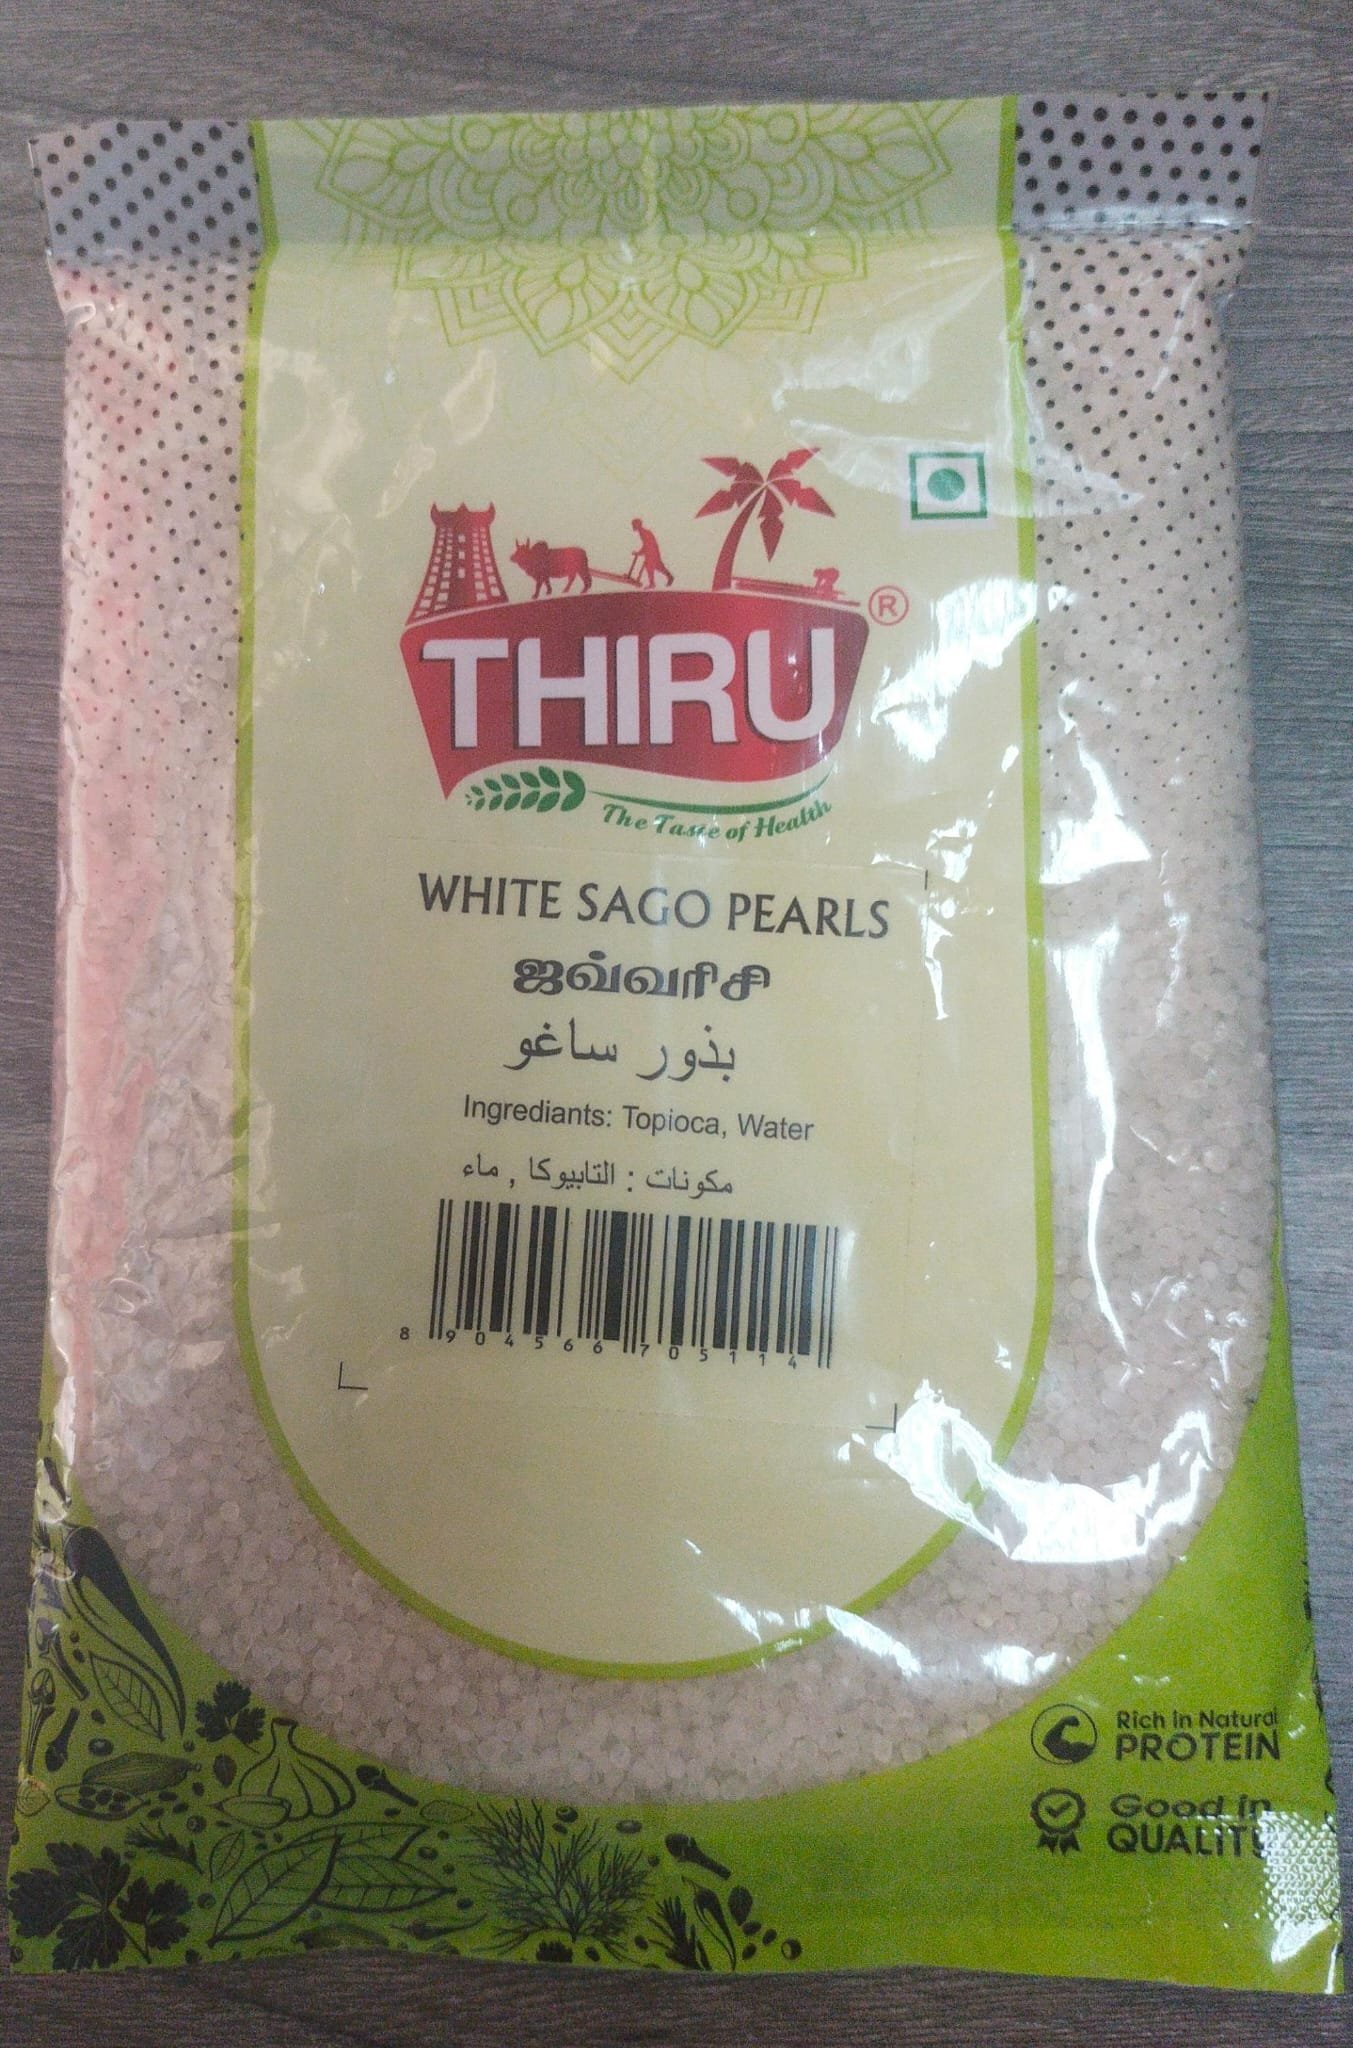 THIRU ®
The Taste of Health
WHITE SAGO PEARLS
ஜவ்வரிசி
بذور ساغو
Ingrediants: Topioca, Water
مكونات : التابيوكا , ماء
8 904566 705114
Rich in Natural
PROTEIN
Good in
QUALITY